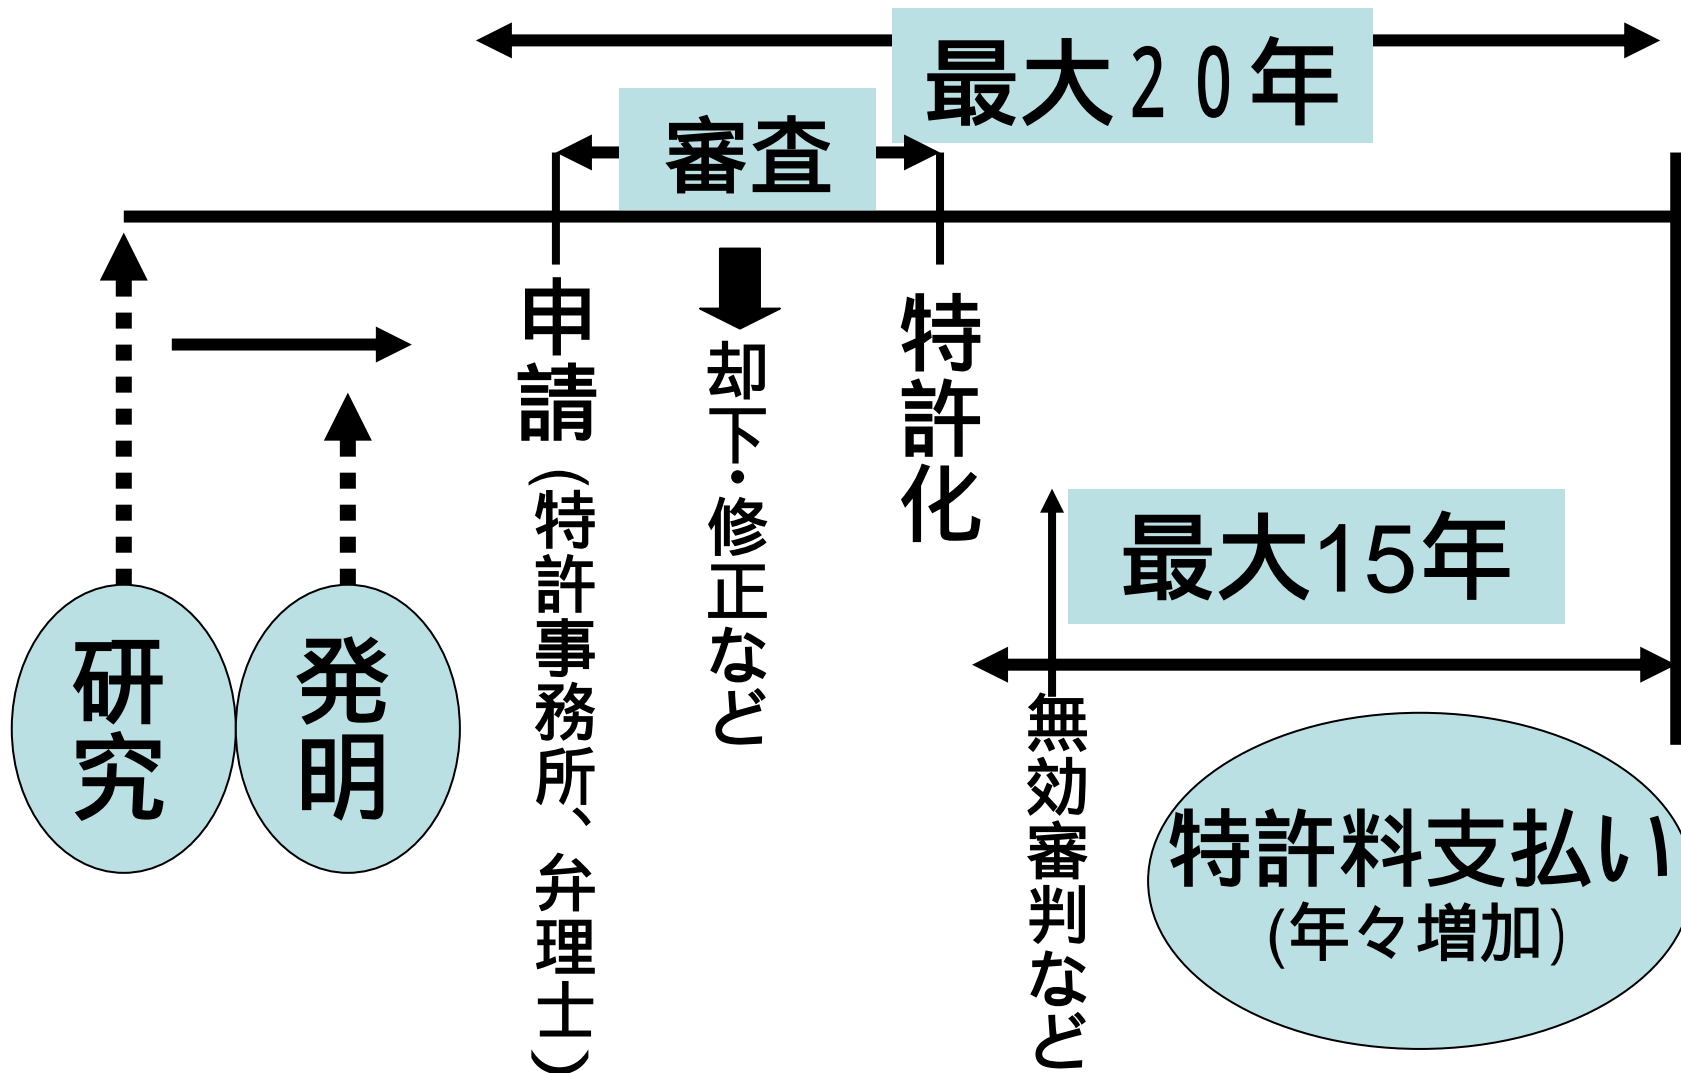 最大２０年
審査
申請（特許事務所、弁理士）
却下・修正など
特許化
最大15年
研究
発明
無効審判など
特許料支払い
（年々増加）